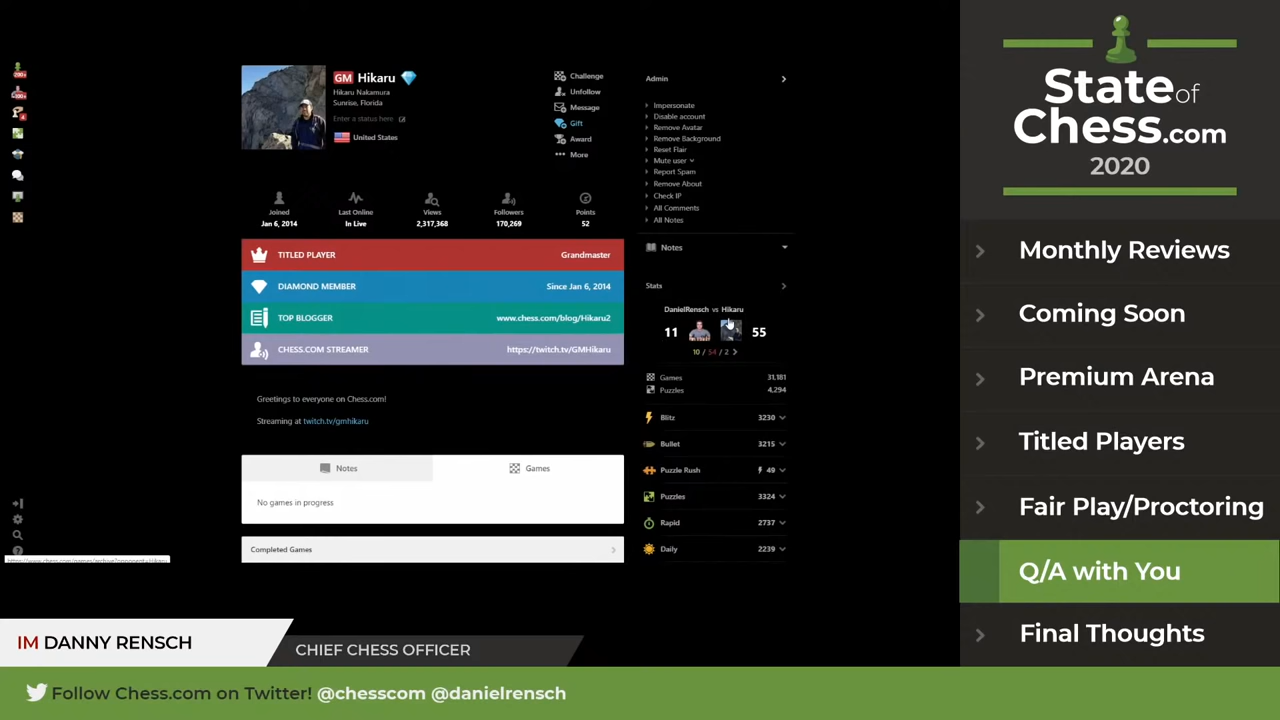 200+
100+
4
GM Hikaru
Hikaru Nakamura
Sunrise, Florida
Enter a status here
United States
Challenge
Unfollow
Message
Gift
Award
More
Joined
Jan 6, 2014
Last Online
In Live
Views
2,317,368
Followers
170,269
Points
52
TITLED PLAYER Grandmaster
DIAMOND MEMBER Since Jan 6, 2014
TOP BLOGGER www.chess.com/blog/Hikaru2
CHESS.COM STREAMER https://twitch.tv/GMHikaru
Greetings to everyone on Chess.com!
Streaming at twitch.tv/gmhikaru
Notes Games
No games in progress
Completed Games
Admin
Impersonate
Disable account
Remove Avatar
Remove Background
Reset Flair
Mute user
Report Spam
Remove About
Check IP
All Comments
All Notes
Notes
Stats
DanielRensch vs Hikaru
11 55
10 / 54 / 2
Games 31,181
Puzzles 4,294
Blitz 3230
Bullet 3215
Puzzle Rush 49
Puzzles 3324
Rapid 2737
Daily 2239
State of
Chess.com
2020
Monthly Reviews
Coming Soon
Premium Arena
Titled Players
Fair Play/Proctoring
Q/A with You
Final Thoughts
IM DANNY RENSCH
CHIEF CHESS OFFICER
Follow Chess.com on Twitter! @chesscom @danielrensch